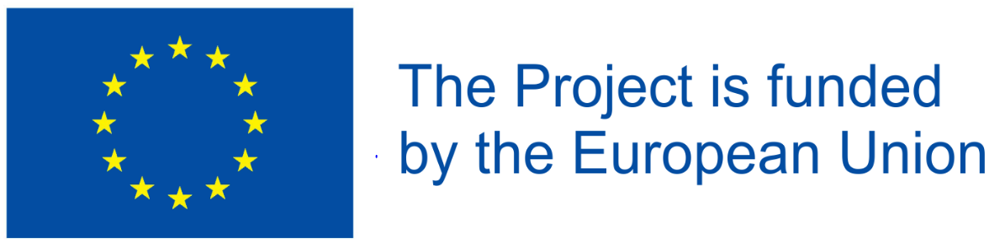 The Project is funded
by the European Union